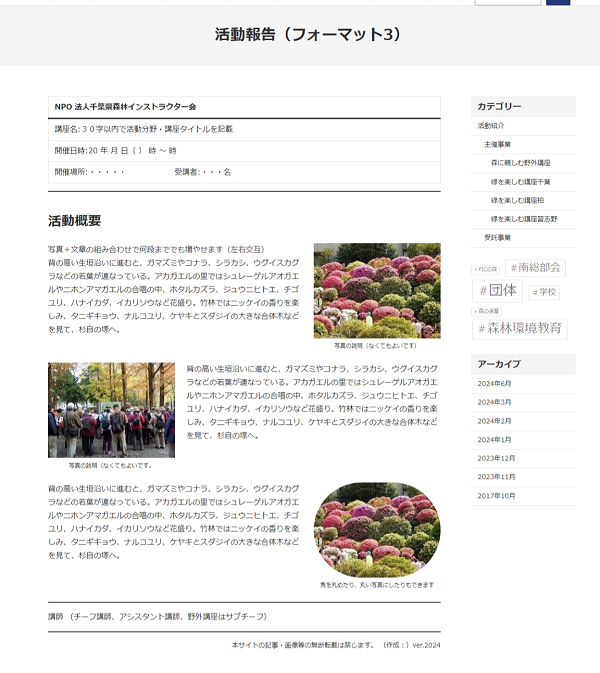 活動報告（フォーマット3）
NPO 法人千葉県森林インストラクター会
講座名:３０字以内で活動分野・講座タイトルを記載
開催日時:20 年 月 日（ ） 時 ～ 時
開催場所:・・・・・ 受講者:・・・名
活動概要
写真＋文章の組み合わせで何段まででも増やせます（左右交互）
背の高い生垣沿いに進むと、ガマズミやコナラ、シラカシ、ウグイスカグ
ラなどの若葉が連なっている。アカガエルの里ではシュレーゲルアオガエ
ルやニホンアマガエルの合唱の中、ホタルカズラ、ジュウニヒトエ、チゴ
ユリ、ハナイカダ、イカリソウなど花盛り。竹林ではニッケイの香りを楽
しみ、タニギキョウ、ナルコユリ、ケヤキとスダジイの大きな合体木など
を見て、杉自の塚へ。
写真の説明（なくてもよいです）
背の高い生垣沿いに進むと、ガマズミやコナラ、シラカシ、ウグイスカグ
ラなどの若葉が連なっている。アカガエルの里ではシュレーゲルアオガエ
ルやニホンアマガエルの合唱の中、ホタルカズラ、ジュウニヒトエ、チゴ
ユリ、ハナイカダ、イカリソウなど花盛り。竹林ではニッケイの香りを楽
しみ、タニギキョウ、ナルコユリ、ケヤキとスダジイの大きな合体木など
を見て、杉自の塚へ。
写真の説明（なくてもよいです。
背の高い生垣沿いに進むと、ガマズミやコナラ、シラカシ、ウグイスカグ
ラなどの若葉が連なっている。アカガエルの里ではシュレーゲルアオガエ
ルやニホンアマガエルの合唱の中、ホタルカズラ、ジュウニヒトエ、チゴ
ユリ、ハナイカダ、イカリソウなど花盛り。竹林ではニッケイの香りを楽
しみ、タニギキョウ、ナルコユリ、ケヤキとスダジイの大きな合体木など
を見て、杉自の塚へ。
角を丸めたり、丸い写真にしたりもできます
講師 （チーフ講師、アシスタント講師、野外講座はサブチーフ）
本サイトの記事・画像等の無断転載は禁じます。 （作成：）ver.2024
カテゴリー
活動紹介
主催事業
森に親しむ野外講座
緑を楽しむ講座千葉
緑を楽しむ講座柏
緑を楽しむ講座習志野
受託事業
# 南総部会
# 団体
# 学校
# 森林環境教育
アーカイブ
2024年6月
2024年3月
2024年2月
2024年1月
2023年12月
2023年11月
2017年10月